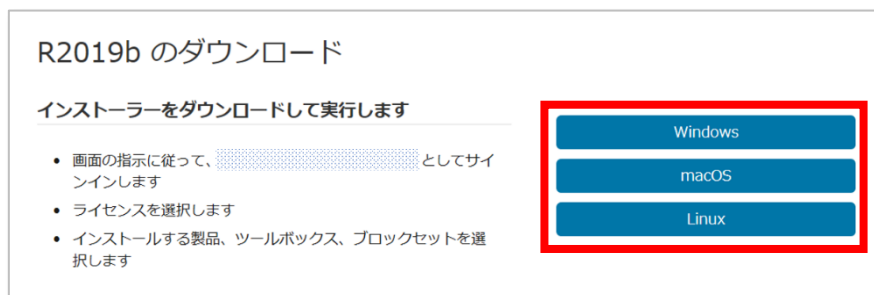 R2019b のダウンロード
インストーラーをダウンロードして実行します
• 画面の指示に従って、 としてサイ
ンインします
• ライセンスを選択します
• インストールする製品、ツールボックス、ブロックセットを選
択します
Windows
macOS
Linux